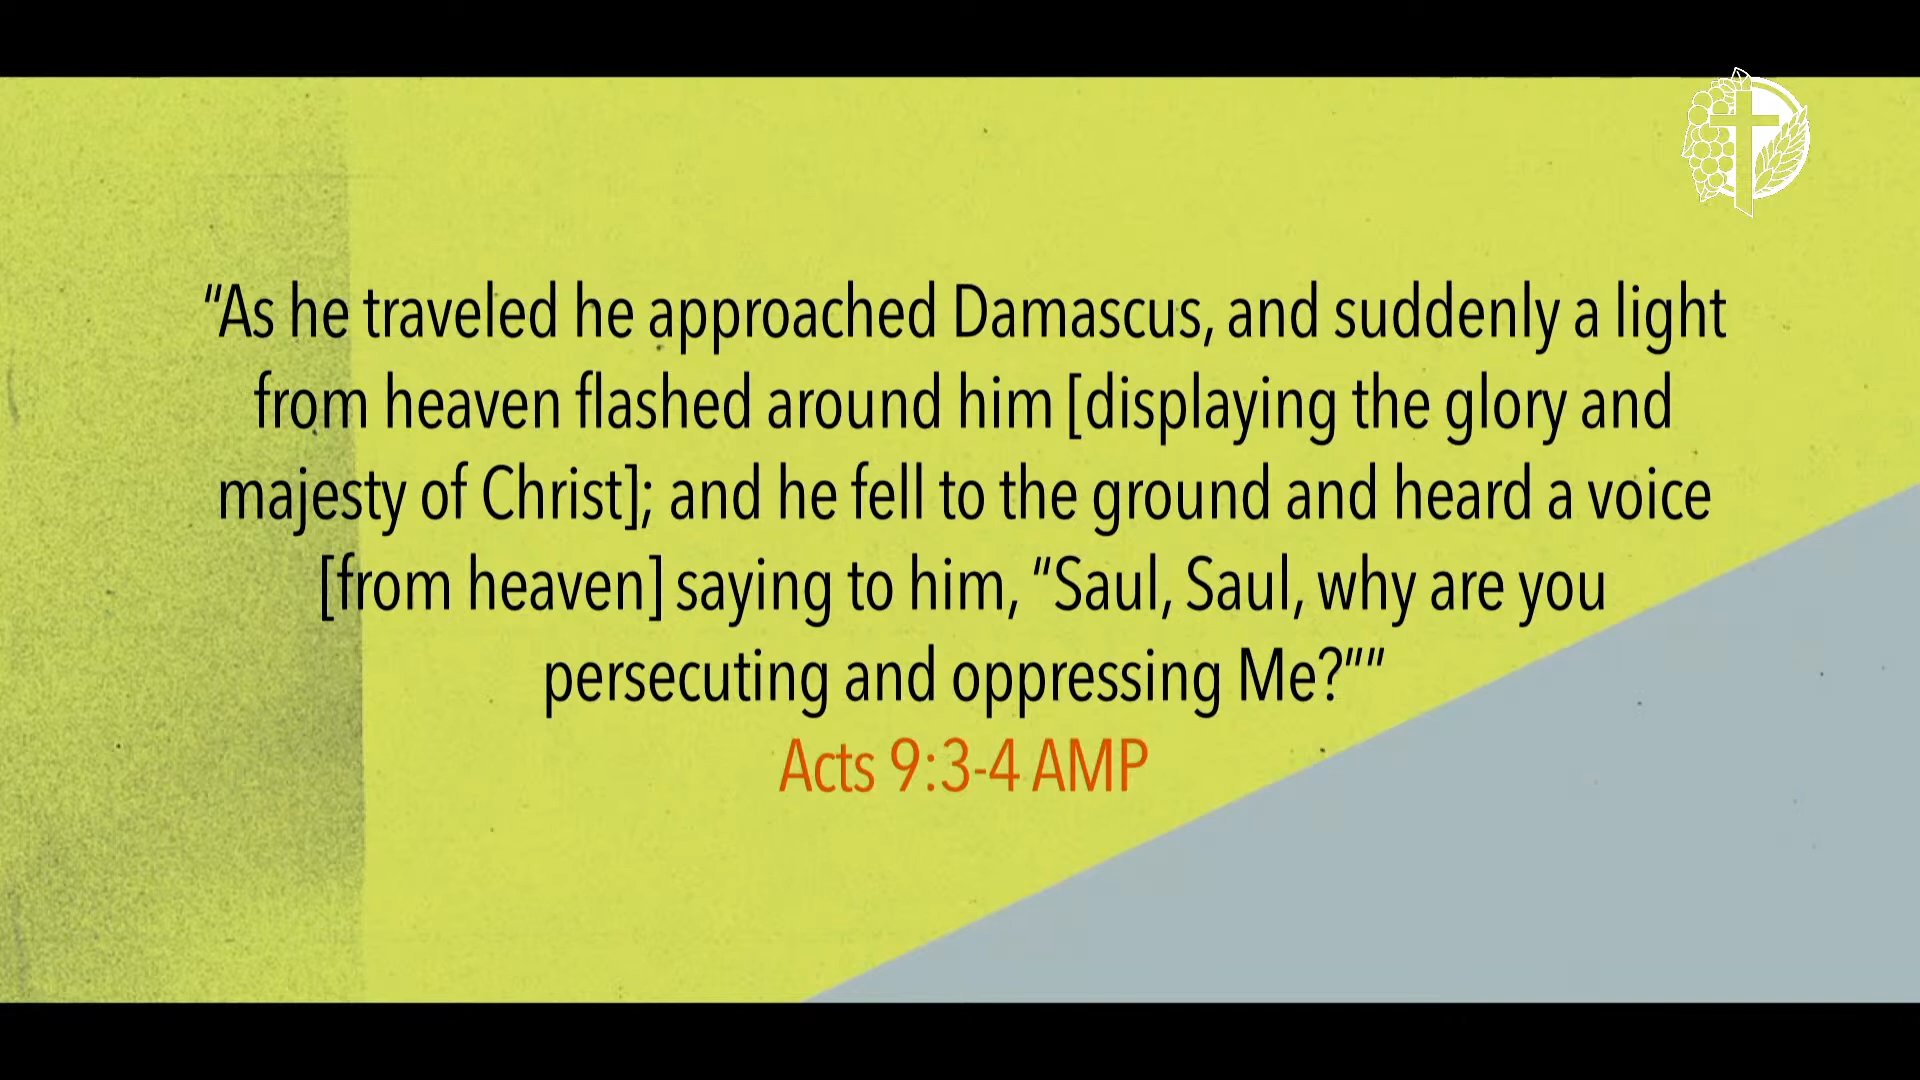 “As he traveled he approached Damascus, and suddenly a light
from heaven flashed around him [displaying the glory and
majesty of Christ]; and he fell to the ground and heard a voice
[from heaven] saying to him, “Saul, Saul, why are you
persecuting and oppressing Me?””
Acts 9:3-4 AMP